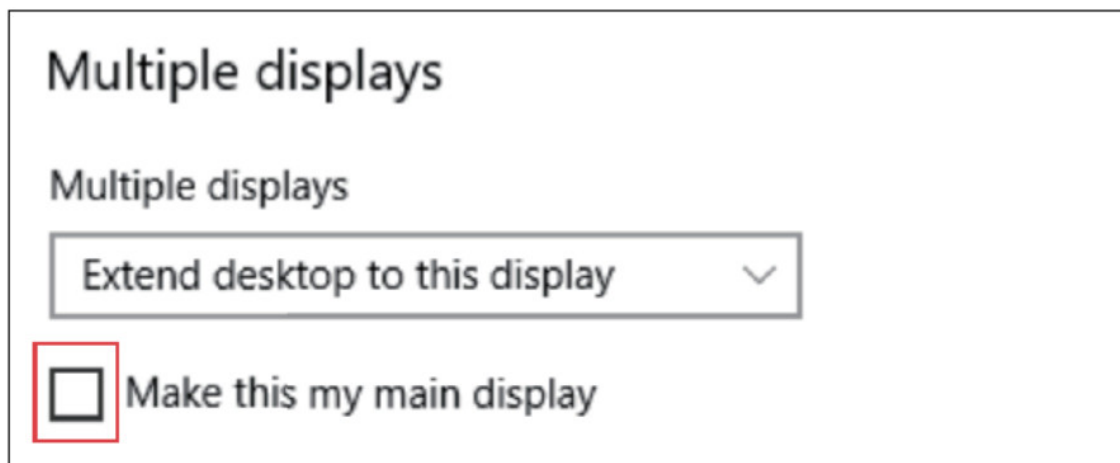 Multiple displays
Multiple displays
Extend desktop to this display
Make this my main display